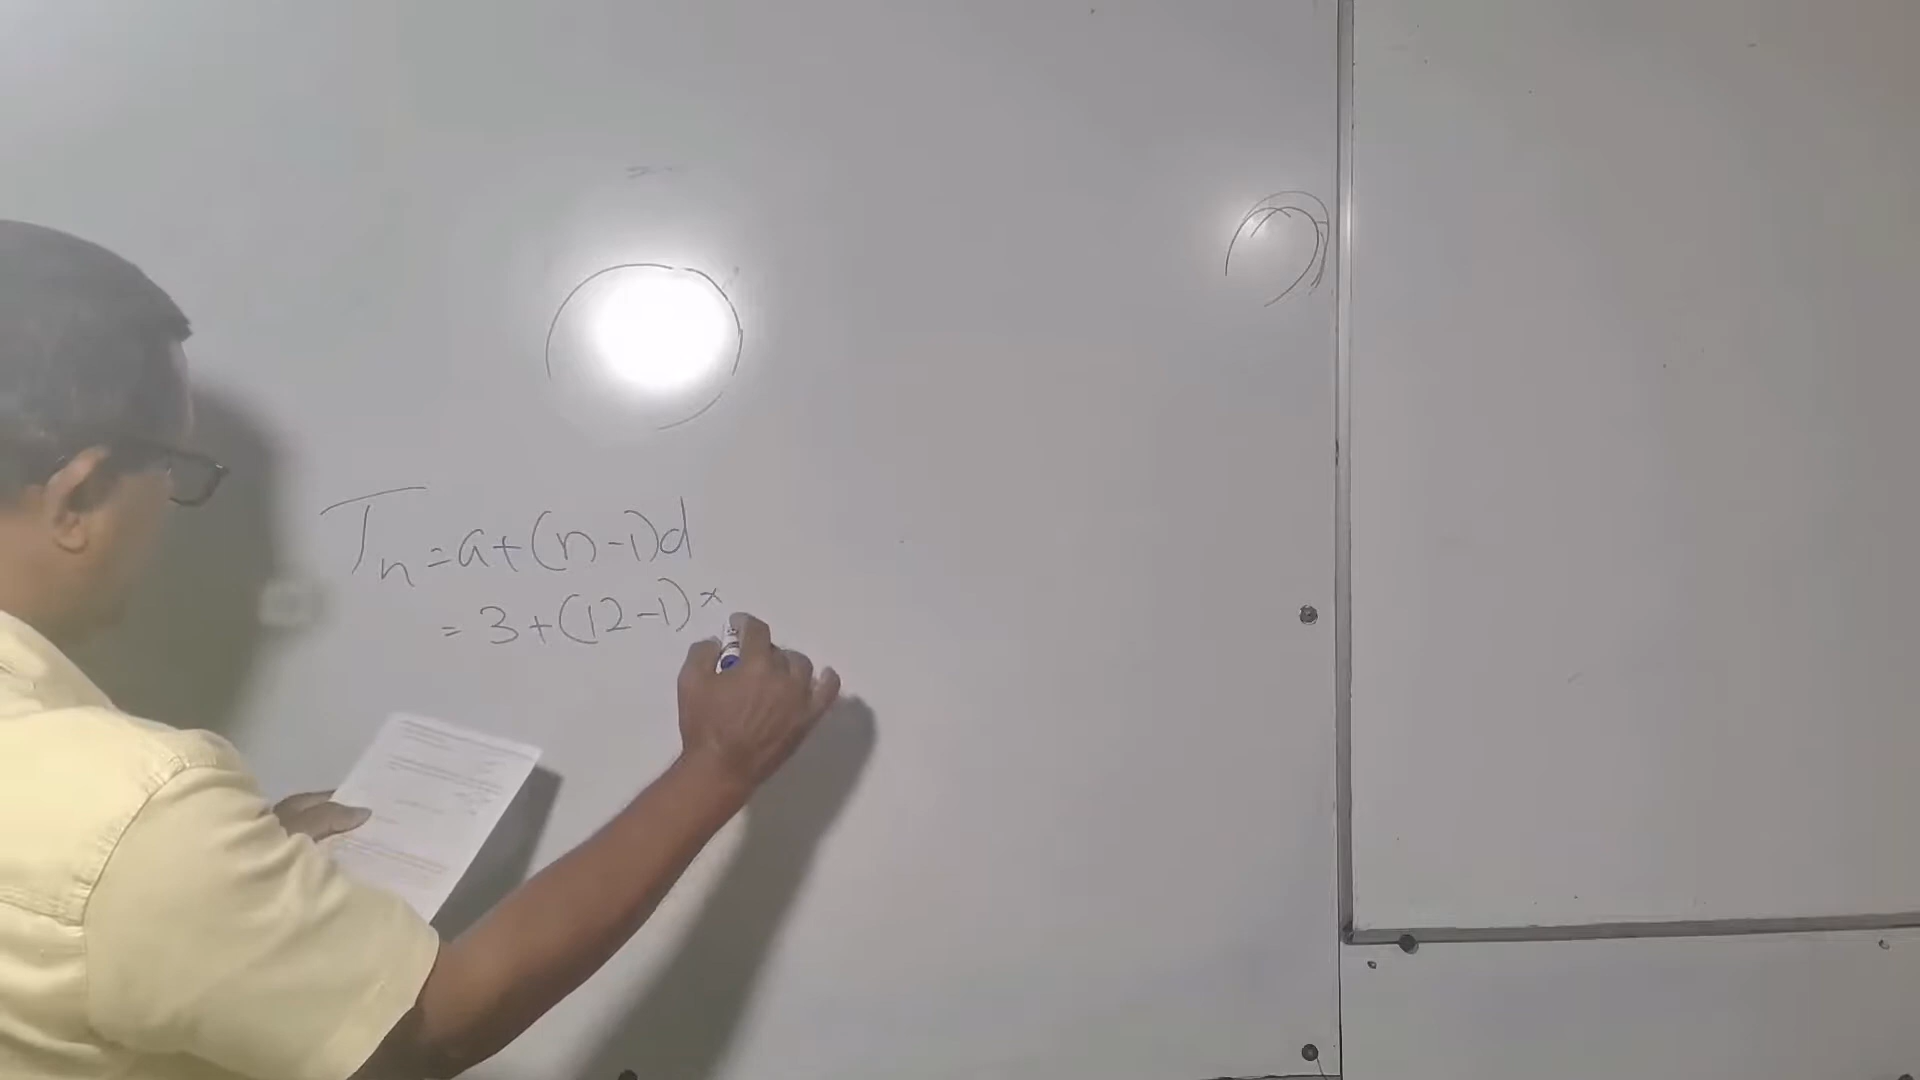 Tn = a + (n - 1)d
= 3 + (12 - 1) ×